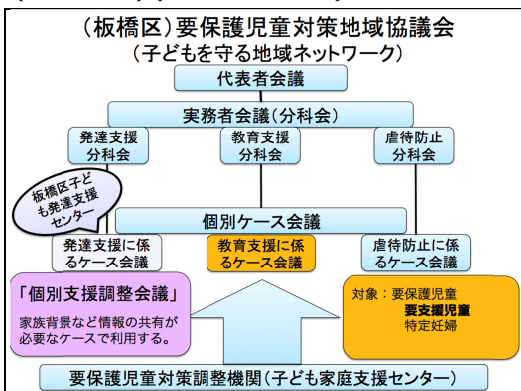 (板橋区)要保護児童対策地域協議会
(子どもを守る地域ネットワーク)
代表者会議
実務者会議(分科会)
発達支援
分科会
教育支援
分科会
虐待防止
分科会
板橋区子ど
も発達支援
センター
個別ケース会議
発達支援に係
るケース会議
教育支援に係
るケース会議
虐待防止に係
るケース会議
「個別支援調整会議」
家族背景など情報の共有が
必要なケースで利用する。
対象:要保護児童
要支援児童
特定妊婦
要保護児童対策調整機関(子ども家庭支援センター)